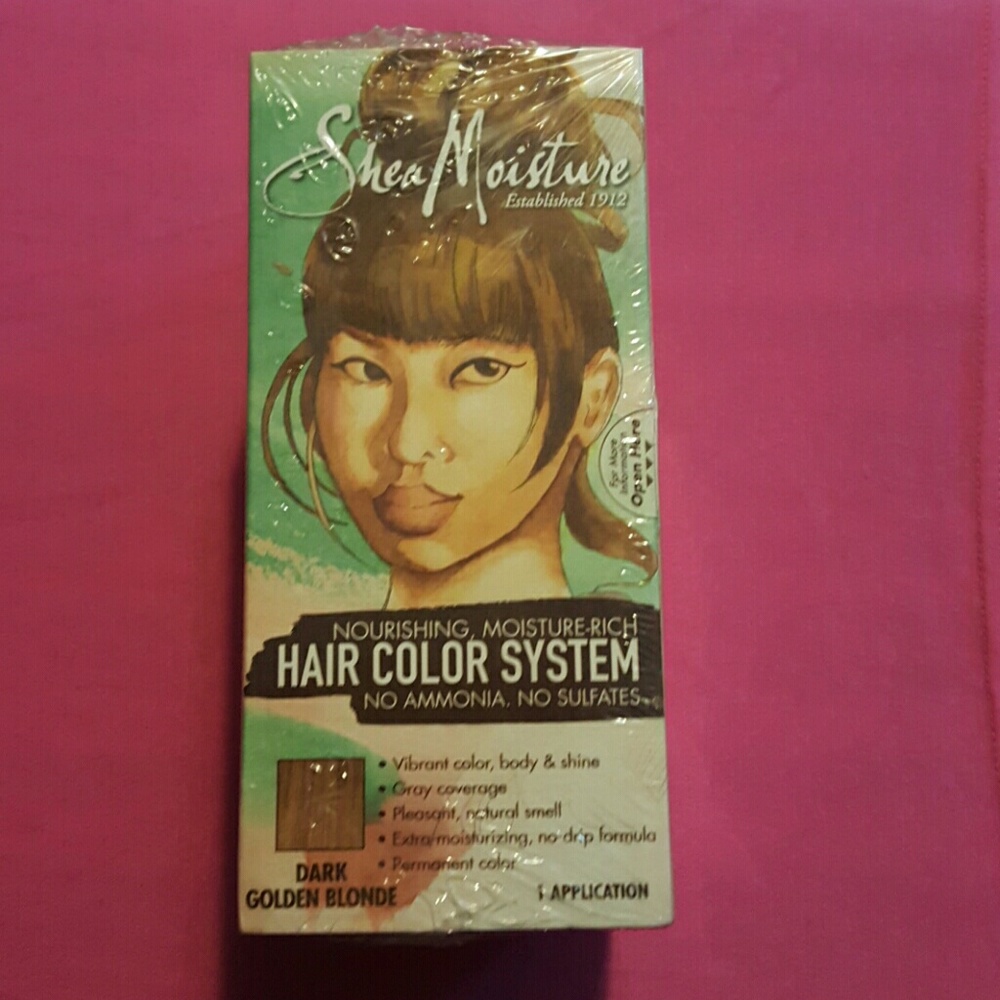 SheaMoisture
Established 1912
For More
Information
Open Here
NOURISHING, MOISTURE-RICH
HAIR COLOR SYSTEM
NO AMMONIA, NO SULFATES
• Vibrant color, body & shine
• Gray coverage
• Pleasant, natural smell
• Extra moisturizing, no-drip formula
• Permanent color
DARK
GOLDEN BLONDE
1 APPLICATION